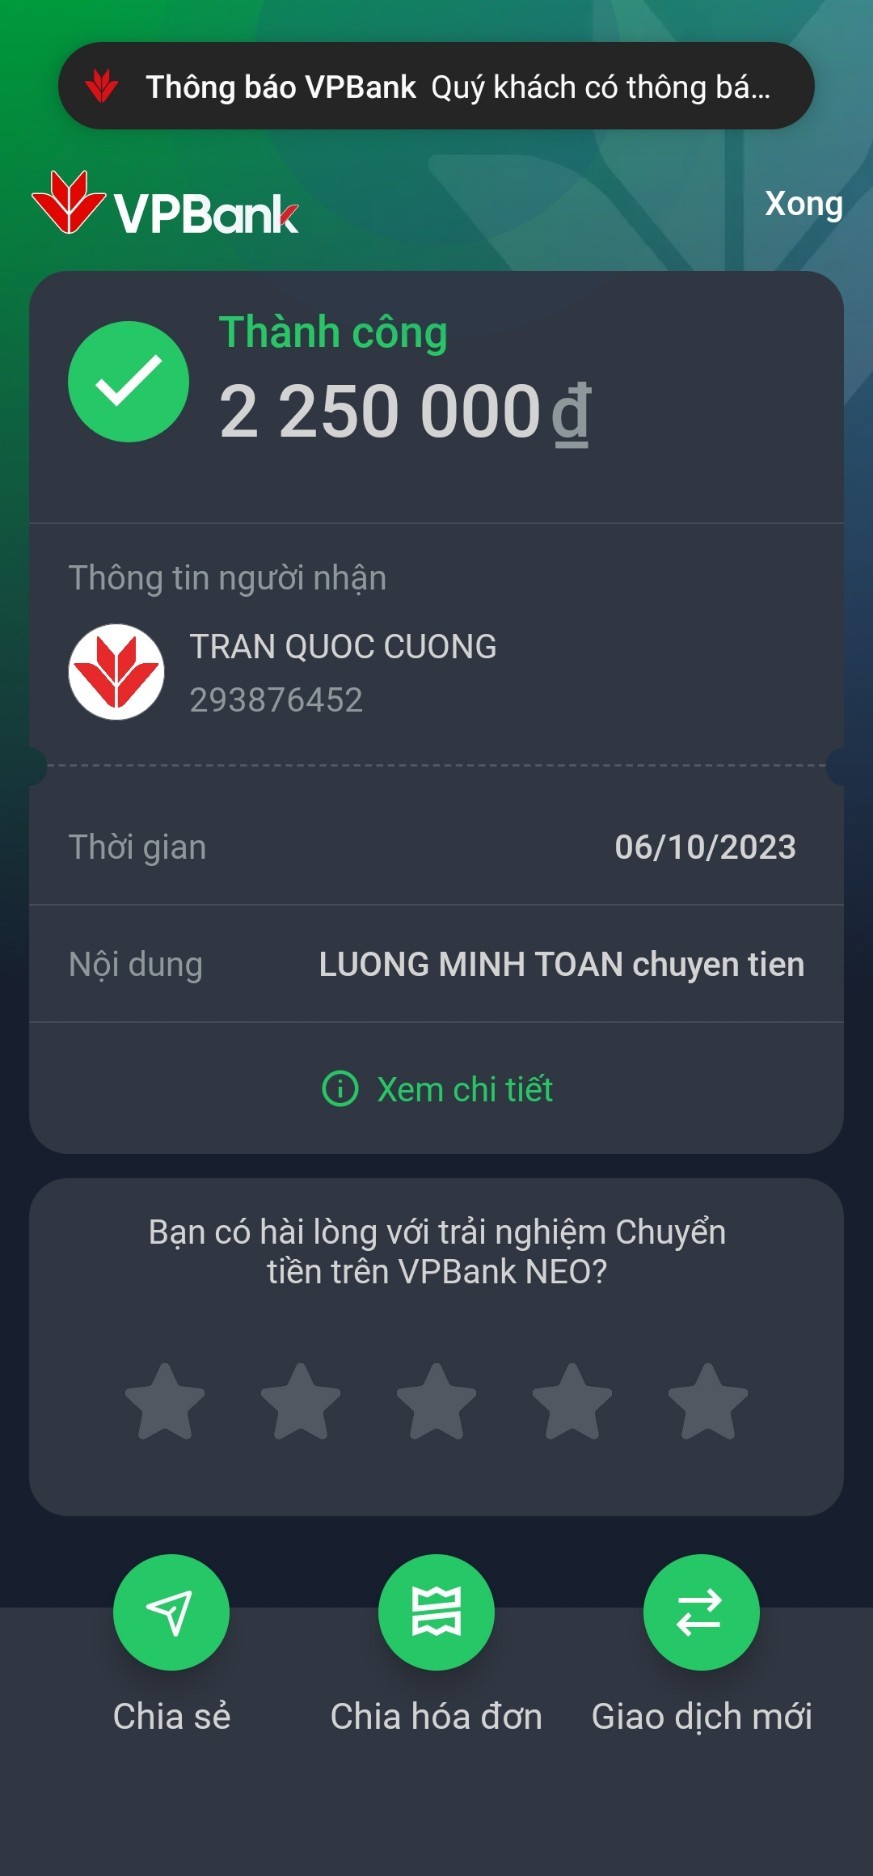 Thông báo VPBank Quý khách có thông bá...
VPBank
Xong
Thành công
2 250 000 đ
Thông tin người nhận
TRAN QUOC CUONG
293876452
Thời gian 06/10/2023
Nội dung LUONG MINH TOAN chuyen tien
Xem chi tiết
Bạn có hài lòng với trải nghiệm Chuyển
tiền trên VPBank NEO?
Chia sẻ Chia hóa đơn Giao dịch mới